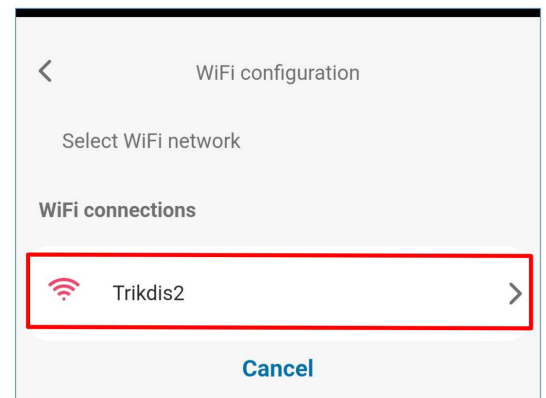 WiFi configuration
Select WiFi network
WiFi connections
Trikdis2
Cancel